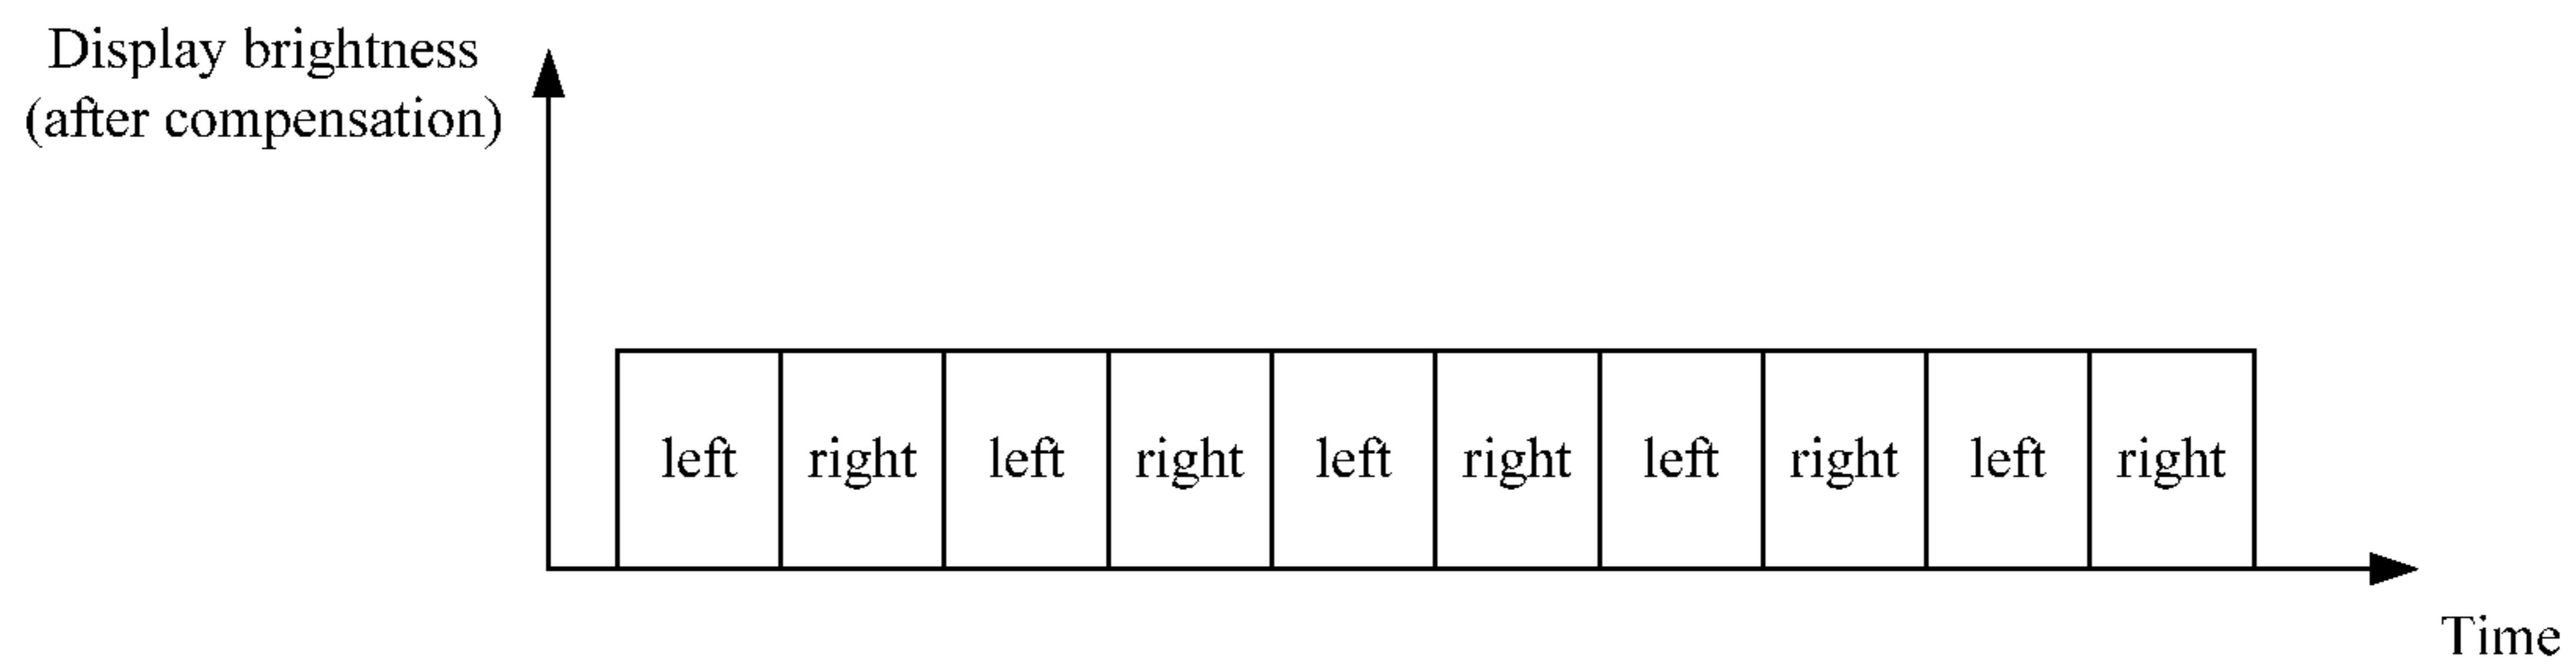 Display brightness
(after compensation)
left right left right left right left right left right
Time